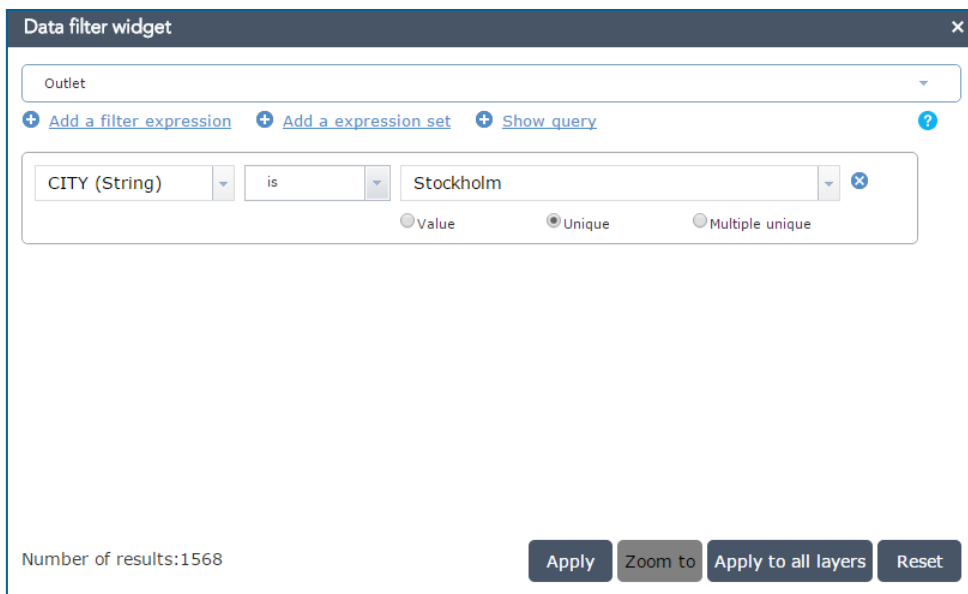 Data filter widget
Outlet
Add a filter expression Add a expression set Show query
CITY (String) is Stockholm
Value Unique Multiple unique
Number of results:1568 Apply Zoom to Apply to all layers Reset